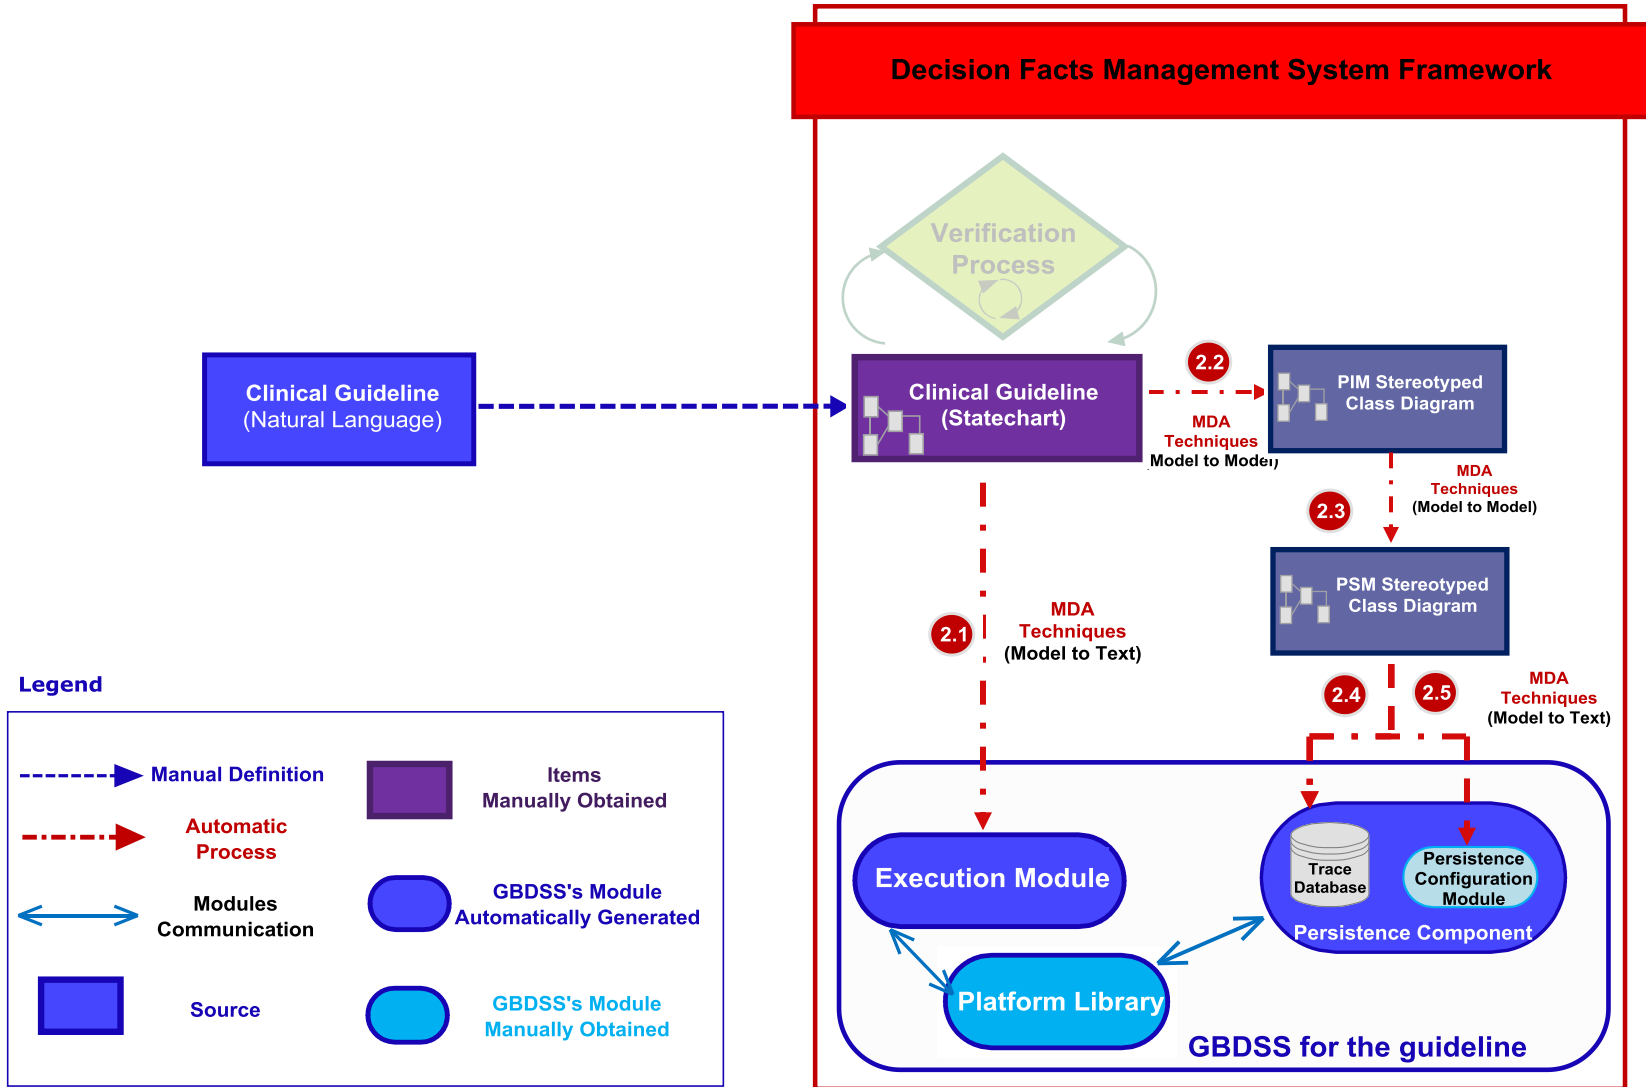 Decision Facts Management System Framework
Verification
Process
Clinical Guideline
(Natural Language)
Clinical Guideline
(Statechart)
2.2
MDA
Techniques
(Model to Model)
PIM Stereotyped
Class Diagram
MDA
Techniques
(Model to Model)
2.3
PSM Stereotyped
Class Diagram
2.1
MDA
Techniques
(Model to Text)
2.4
2.5
MDA
Techniques
(Model to Text)
Legend
Manual Definition
Automatic
Process
Modules
Communication
Source
Items
Manually Obtained
GBDSS's Module
Automatically Generated
GBDSS's Module
Manually Obtained
Execution Module
Trace
Database
Persistence
Configuration
Module
Persistence Component
Platform Library
GBDSS for the guideline